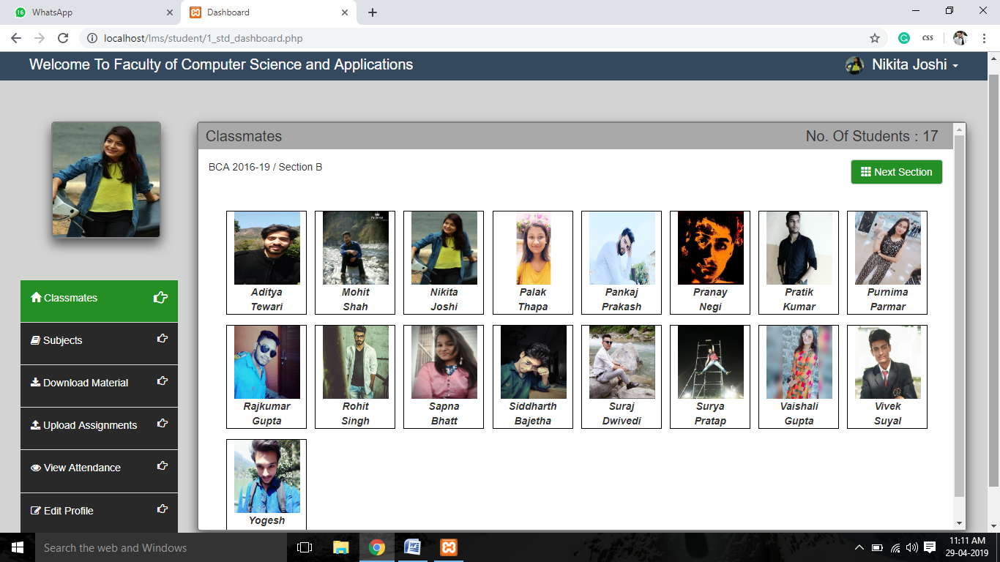 WhatsApp
Dashboard
localhost/lms/student/1_std_dashboard.php
css
Welcome To Faculty of Computer Science and Applications
Nikita Joshi
Classmates
No. Of Students : 17
BCA 2016-19 / Section B
Next Section
Aditya
Tewari
Mohit
Shah
Nikita
Joshi
Palak
Thapa
Pankaj
Prakash
Pranay
Negi
Pratik
Kumar
Purnima
Parmar
Rajkumar
Gupta
Rohit
Singh
Sapna
Bhatt
Siddharth
Bajetha
Suraj
Dwivedi
Surya
Pratap
Vaishali
Gupta
Vivek
Suyal
Yogesh
Classmates
Subjects
Download Material
Upload Assignments
View Attendance
Edit Profile
Search the web and Windows
11:11 AM
29-04-2019